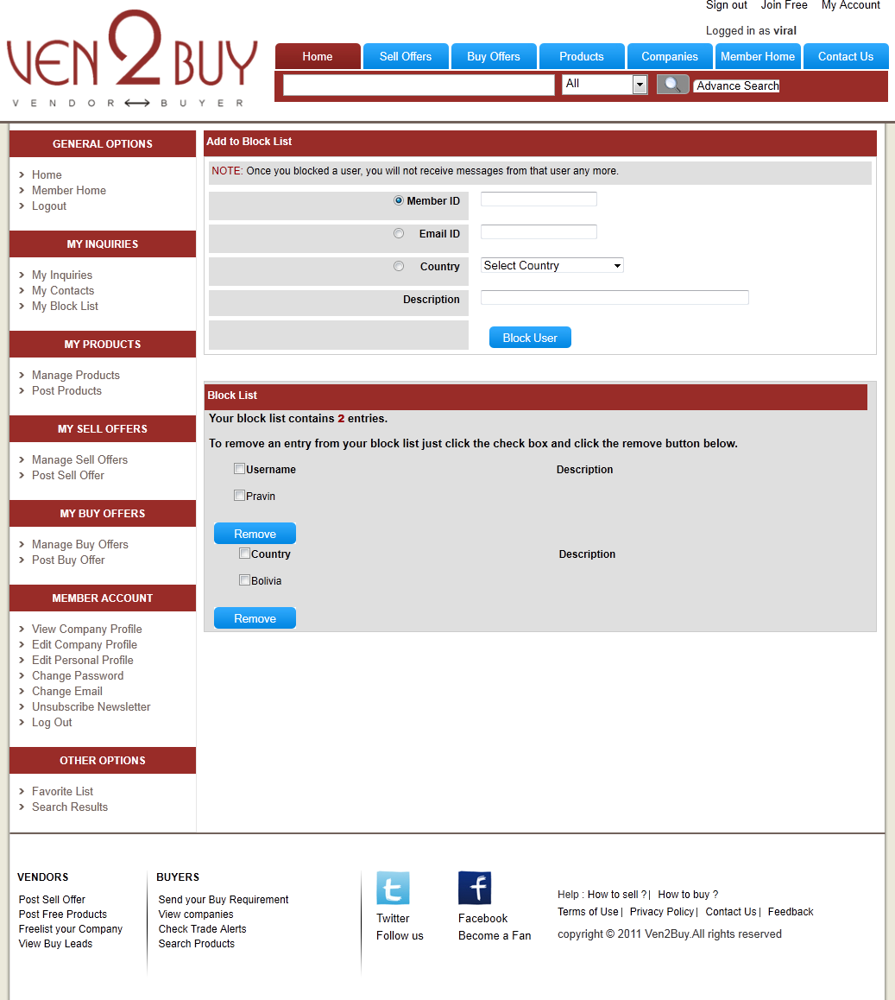 Sign out Join Free My Account
Logged in as viral
VEN 2 BUY
VENDOR BUYER
Home Sell Offers Buy Offers Products Companies Member Home Contact Us
All Advance Search
GENERAL OPTIONS
Home
Member Home
Logout
MY INQUIRIES
My Inquiries
My Contacts
My Block List
MY PRODUCTS
Manage Products
Post Products
MY SELL OFFERS
Manage Sell Offers
Post Sell Offer
MY BUY OFFERS
Manage Buy Offers
Post Buy Offer
MEMBER ACCOUNT
View Company Profile
Edit Company Profile
Edit Personal Profile
Change Password
Change Email
Unsubscribe Newsletter
Log Out
OTHER OPTIONS
Favorite List
Search Results
Add to Block List
NOTE: Once you blocked a user, you will not receive messages from that user any more.
Member ID
Email ID
Country Select Country
Description
Block User
Block List
Your block list contains 2 entries.
To remove an entry from your block list just click the check box and click the remove button below.
Username Description
Pravin
Remove
Country Description
Bolivia
Remove
VENDORS
Post Sell Offer
Post Free Products
Freelist your Company
View Buy Leads
BUYERS
Send your Buy Requirement
View companies
Check Trade Alerts
Search Products
Twitter
Follow us
Facebook
Become a Fan
Help : How to sell ? | How to buy ?
Terms of Use | Privacy Policy | Contact Us | Feedback
copyright © 2011 Ven2Buy.All rights reserved